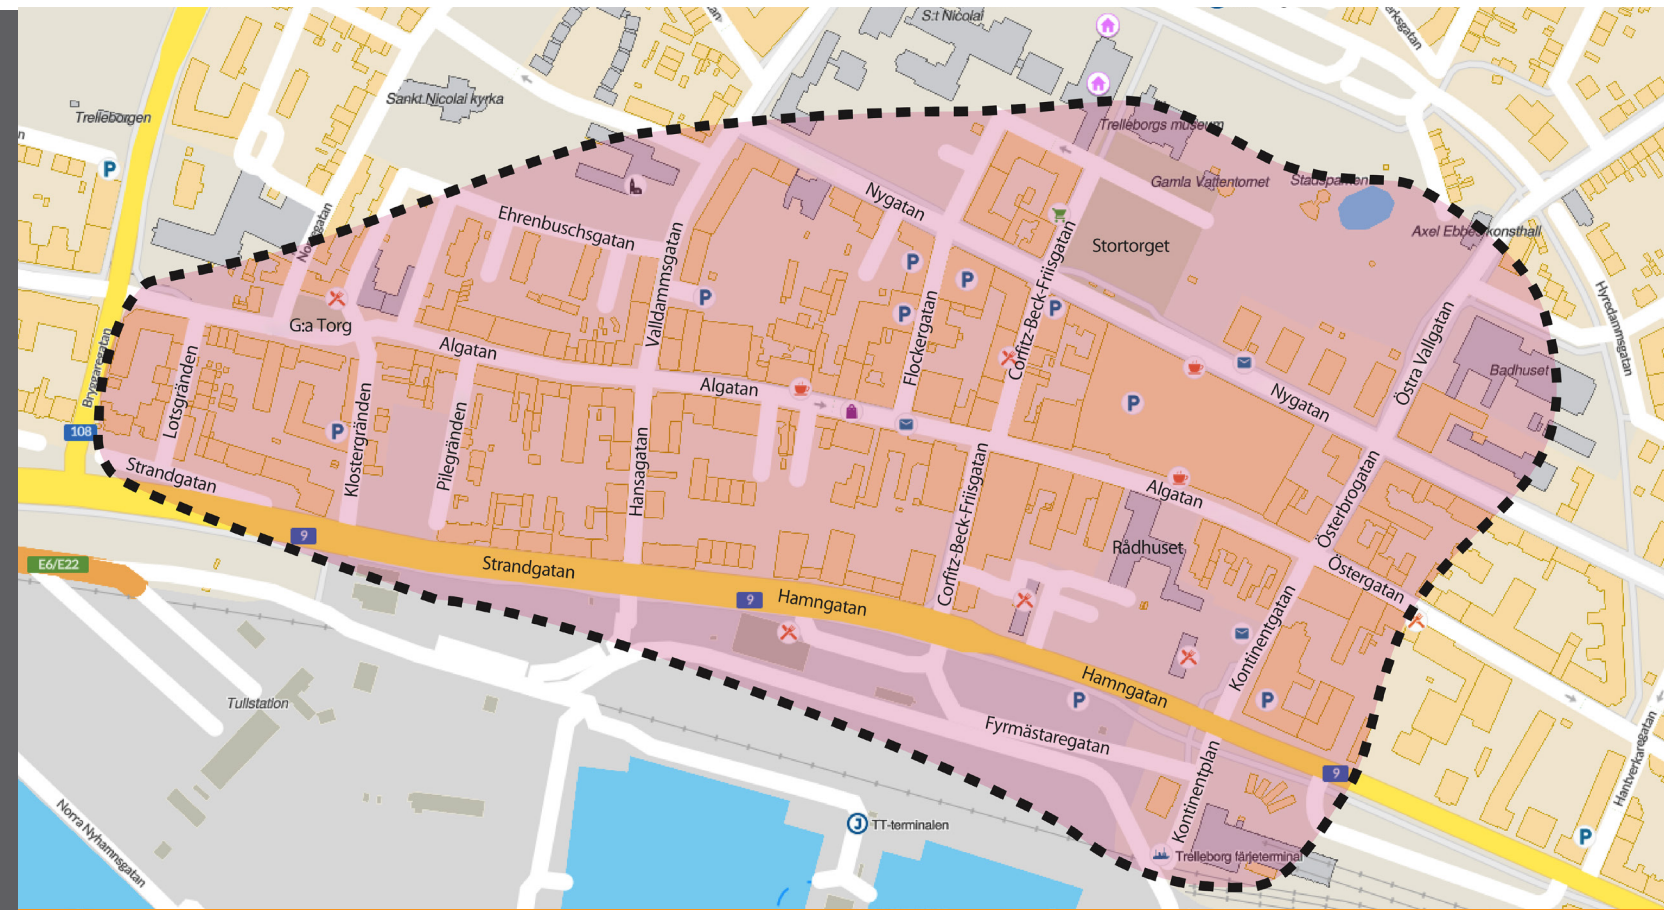 S:t Nicolai
Sankt Nicolai kyrka
Trelleborgen
Trelleborgs museum
P
Gamla Vattentornet
Stadsparken
Nygatan
Ehrenbuschsgatan
Axel Ebbes konsthall
Stortorget
Norregatan
Valldammsgatan
P
P
P
P
P
Corfitz-Beck-Friisgatan
Flockergatan
G:a Torg
Algatan
Algatan
Östra Vallgatan
Hyredammsgatan
Badhuset
Nygatan
Bryggaregatan
Lotsgränden
Klostergränden
Pilegränden
Hansagatan
P
P
108
Strandgatan
Corfitz-Beck-Friisgatan
Algatan
Österbrogatan
9
Rådhuset
E6/E22
Strandgatan
Östergatan
9
Hamngatan
Kontinentgatan
Hamngatan
P
P
Tullstation
Fyrmästaregatan
Kontinentplan
9
Hantverkaregatan
Norra Nyhamnsgatan
J
TT-terminalen
P
Trelleborg färjeterminal